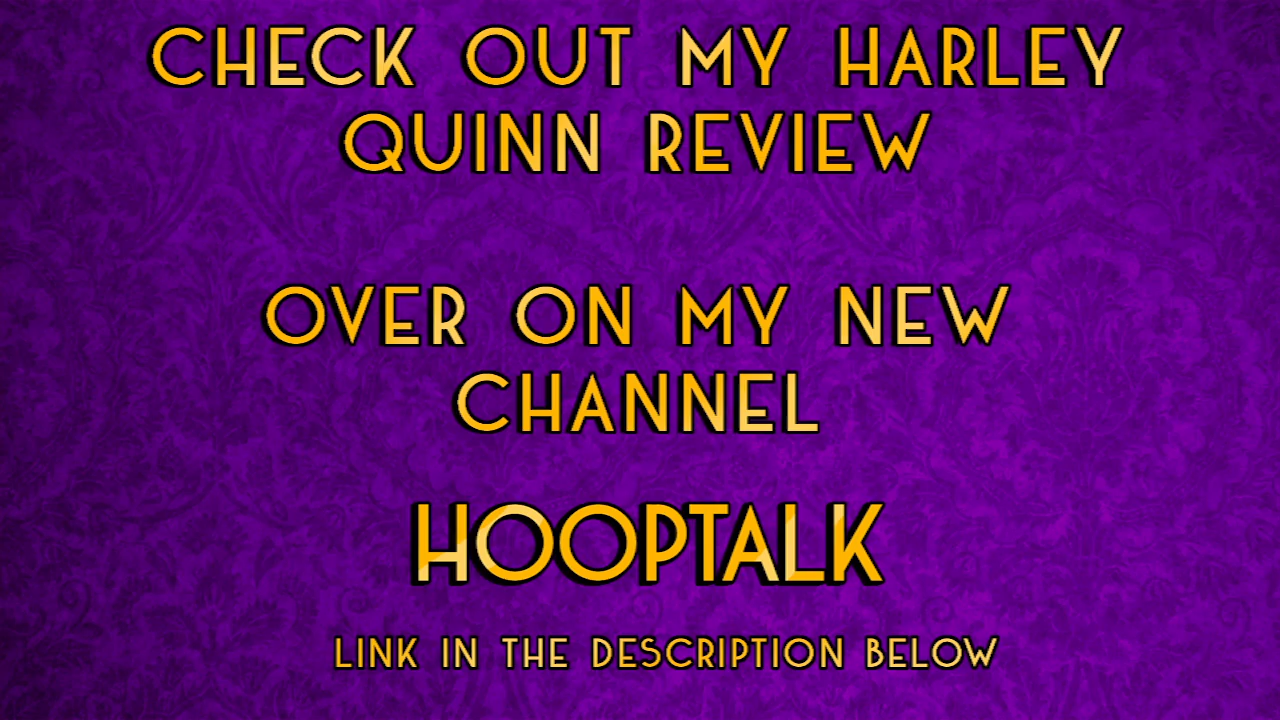 CHECK OUT MY HARLEY
QUINN REVIEW
OVER ON MY NEW
CHANNEL
HOOPTALK
LINK IN THE DESCRIPTION BELOW